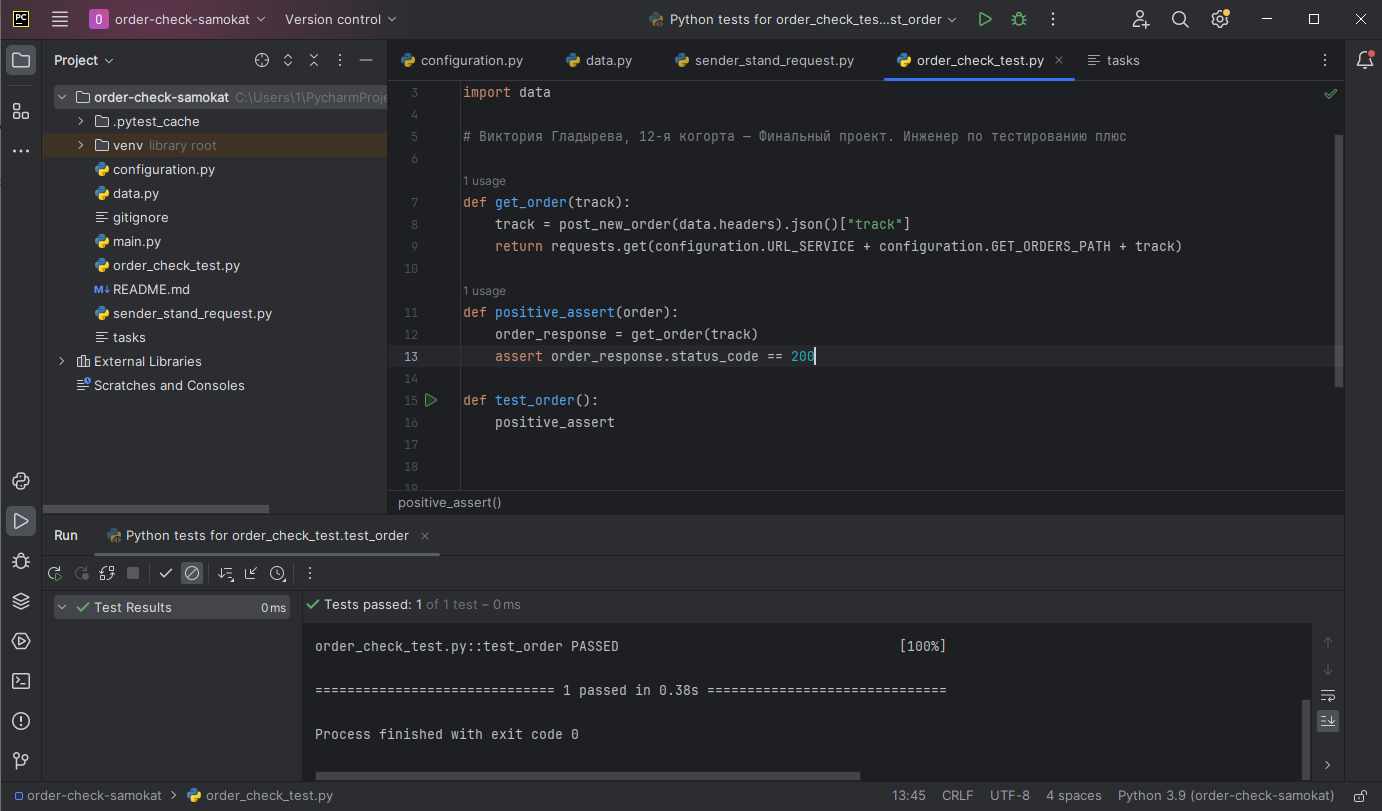 PC
O
order-check-samokat
Version control
Python tests for order_check_tes...st_order
Project
configuration.py
data.py
sender_stand_request.py
order_check_test.py
tasks
order-check-samokat C:\Users\1\PycharmProje
.pytest_cache
venv library root
configuration.py
data.py
gitignore
main.py
order_check_test.py
M↓ README.md
sender_stand_request.py
tasks
External Libraries
Scratches and Consoles
3 import data
4
5 # Виктория Гладырева, 12-я когорта — Финальный проект. Инженер по тестированию плюс
6
1 usage
7 def get_order(track):
8 track = post_new_order(data.headers).json()["track"]
9 return requests.get(configuration.URL_SERVICE + configuration.GET_ORDERS_PATH + track)
10
1 usage
11 def positive_assert(order):
12 order_response = get_order(track)
13 assert order_response.status_code == 200
14
15 def test_order():
16 positive_assert
17
18
19
positive_assert()
Run
Python tests for order_check_test.test_order
Test Results 0 ms
Tests passed: 1 of 1 test – 0 ms
order_check_test.py::test_order PASSED [100%]
============================== 1 passed in 0.38s ==============================
Process finished with exit code 0
order-check-samokat
order_check_test.py
13:45 CRLF UTF-8 4 spaces Python 3.9 (order-check-samokat)